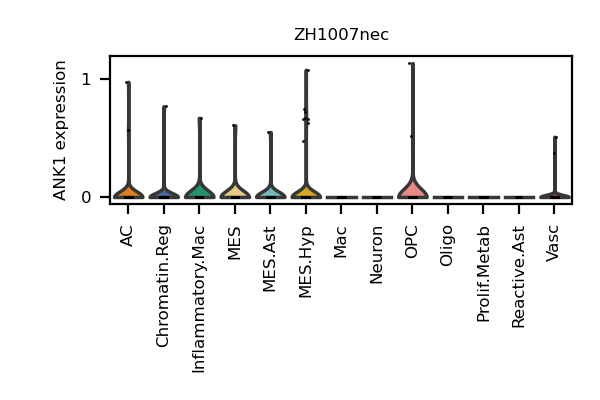 ZH1007nec
ANK1 expression
1
0
AC
Chromatin.Reg
Inflammatory.Mac
MES
MES.Ast
MES.Hyp
Mac
Neuron
OPC
Oligo
Prolif.Metab
Reactive.Ast
Vasc